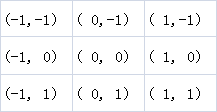 (-1,-1) ( 0,-1) ( 1,-1)
(-1, 0) ( 0, 0) ( 1, 0)
(-1, 1) ( 0, 1) ( 1, 1)